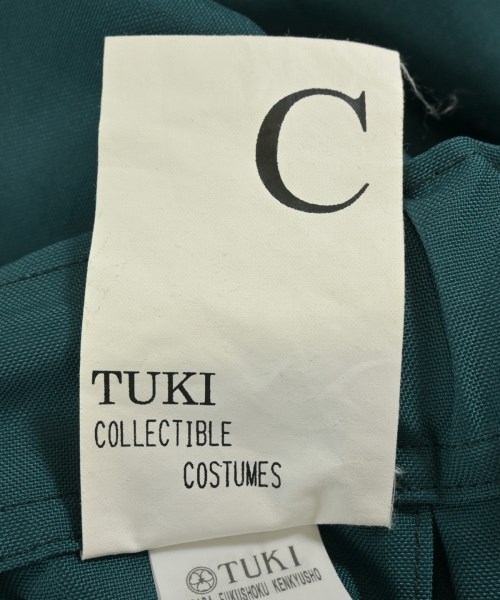 C
TUKI
COLLECTIBLE
COSTUMES
TUKI
FUKUSHOKU KENKYUSHO